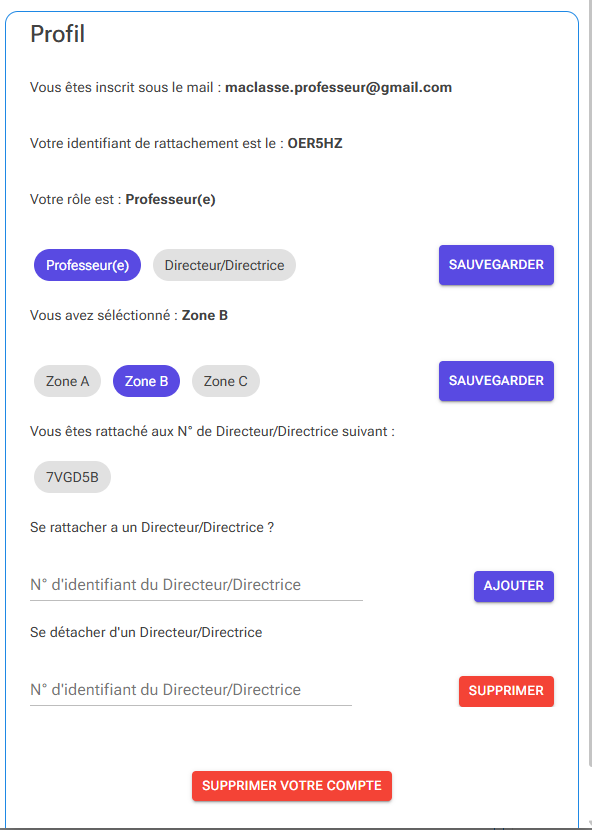 Profil
Vous êtes inscrit sous le mail : maclasse.professeur@gmail.com
Votre identifiant de rattachement est le : OER5HZ
Votre rôle est : Professeur(e)
Professeur(e) Directeur/Directrice SAUVEGARDER
Vous avez séléctionné : Zone B
Zone A Zone B Zone C SAUVEGARDER
Vous êtes rattaché aux N° de Directeur/Directrice suivant :
7VGD5B
Se rattacher a un Directeur/Directrice ?
N° d'identifiant du Directeur/Directrice AJOUTER
Se détacher d'un Directeur/Directrice
N° d'identifiant du Directeur/Directrice SUPPRIMER
SUPPRIMER VOTRE COMPTE